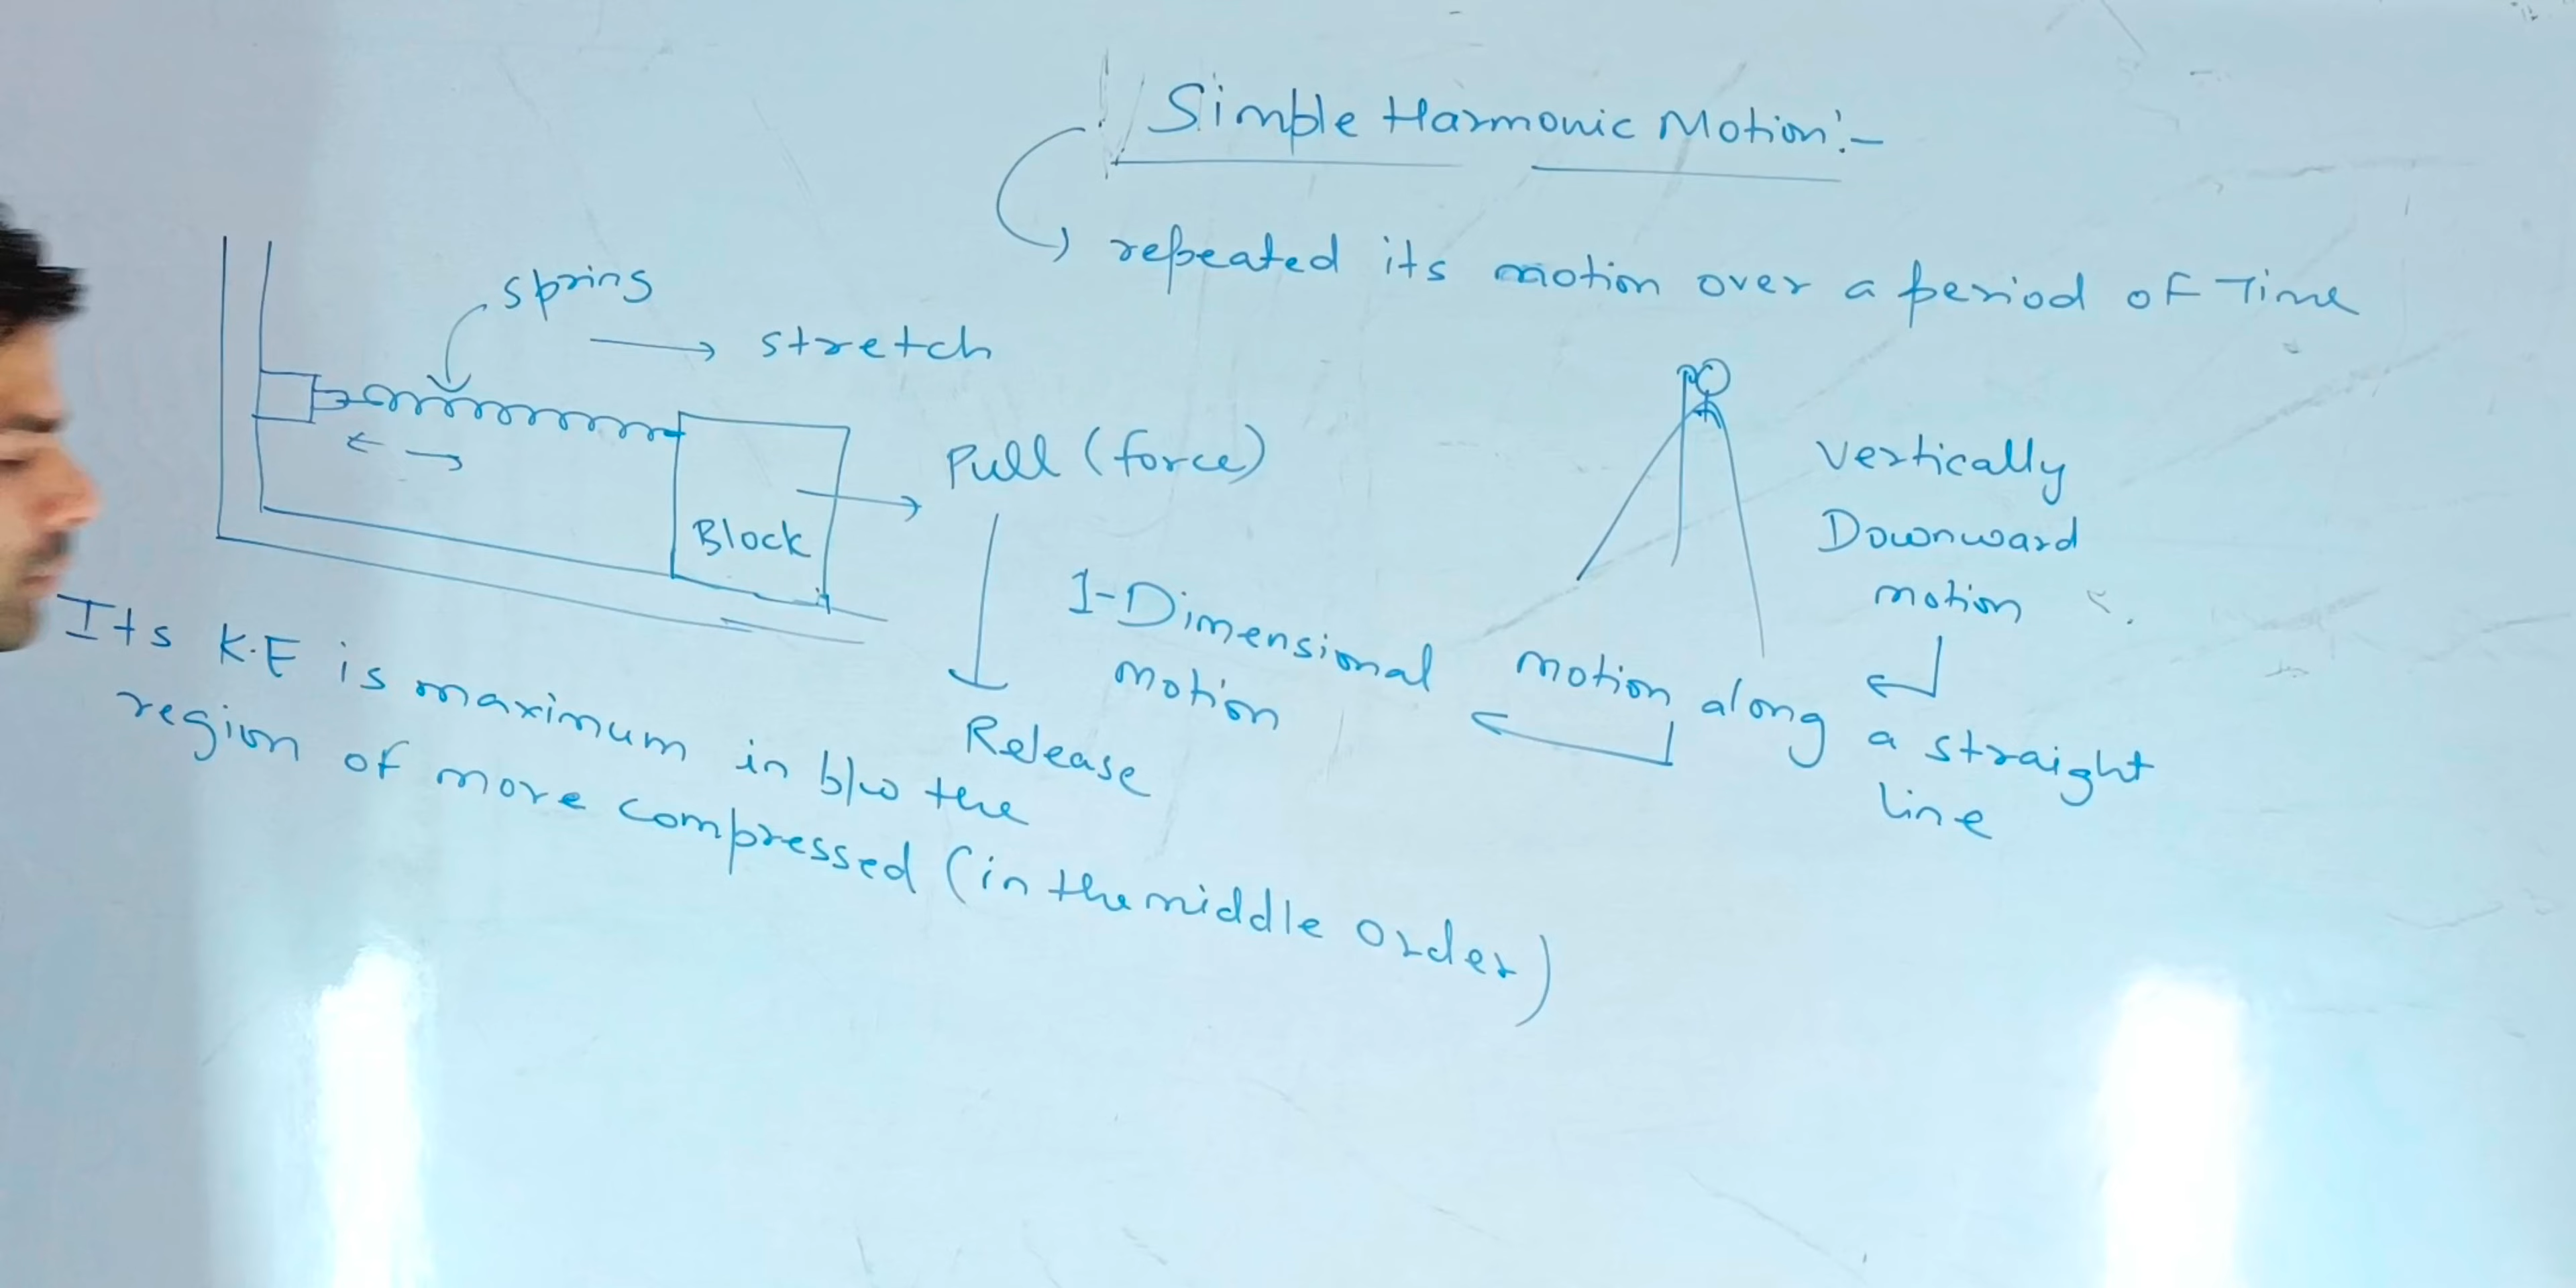 Simple Harmonic Motion:-
repeated its motion over a period of Time
spring
stretch
Pull (force)
Block
Release
1-Dimensional
motion
Vertically
Downward
motion
motion along a straight
line
Its K.E is maximum in b/w the
region of more compressed (in the middle order)